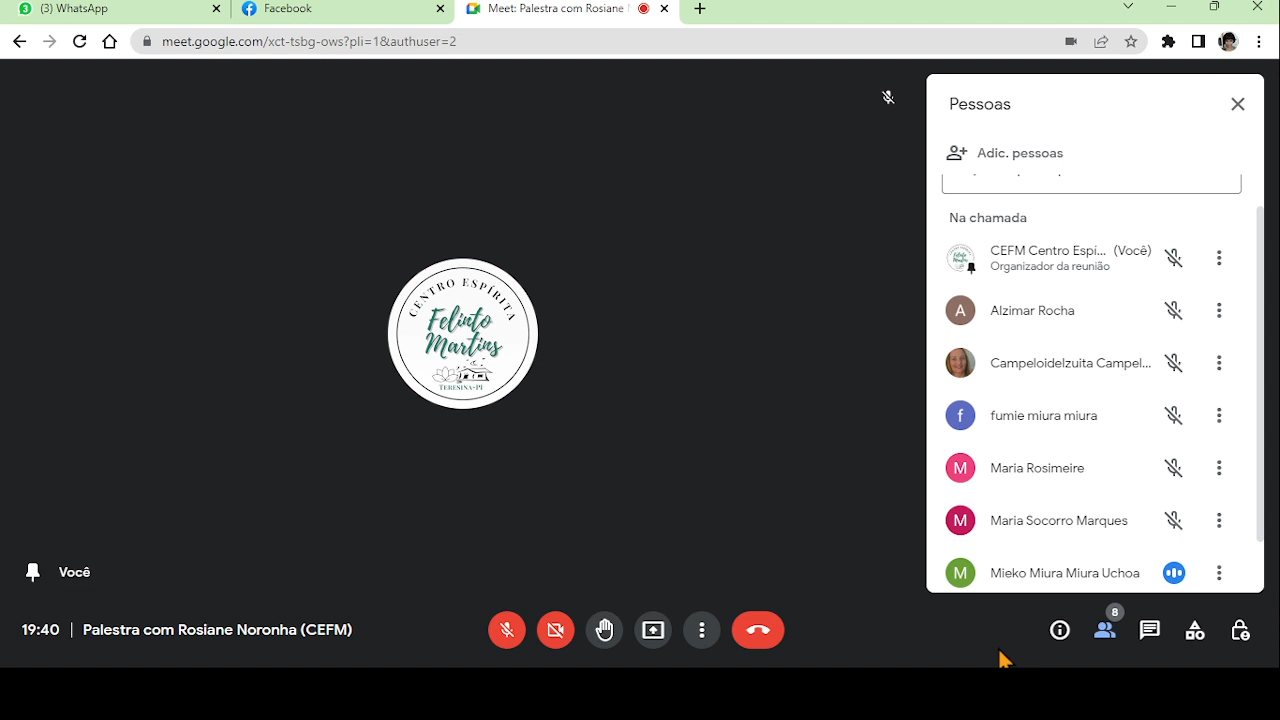 (3) WhatsApp
Facebook
Meet: Palestra com Rosiane
meet.google.com/xct-tsbg-ows?pli=1&authuser=2
Pessoas
Adic. pessoas
Na chamada
CEFM Centro Espí... (Você)
Organizador da reunião
A
Alzimar Rocha
Campeloidelzuita Campel...
f
fumie miura miura
M
Maria Rosimeire
M
Maria Socorro Marques
M
Mieko Miura Miura Uchoa
CENTRO ESPÍRITA
Felinto
Martins
TERESINA-PI
Você
19:40 | Palestra com Rosiane Noronha (CEFM)
8